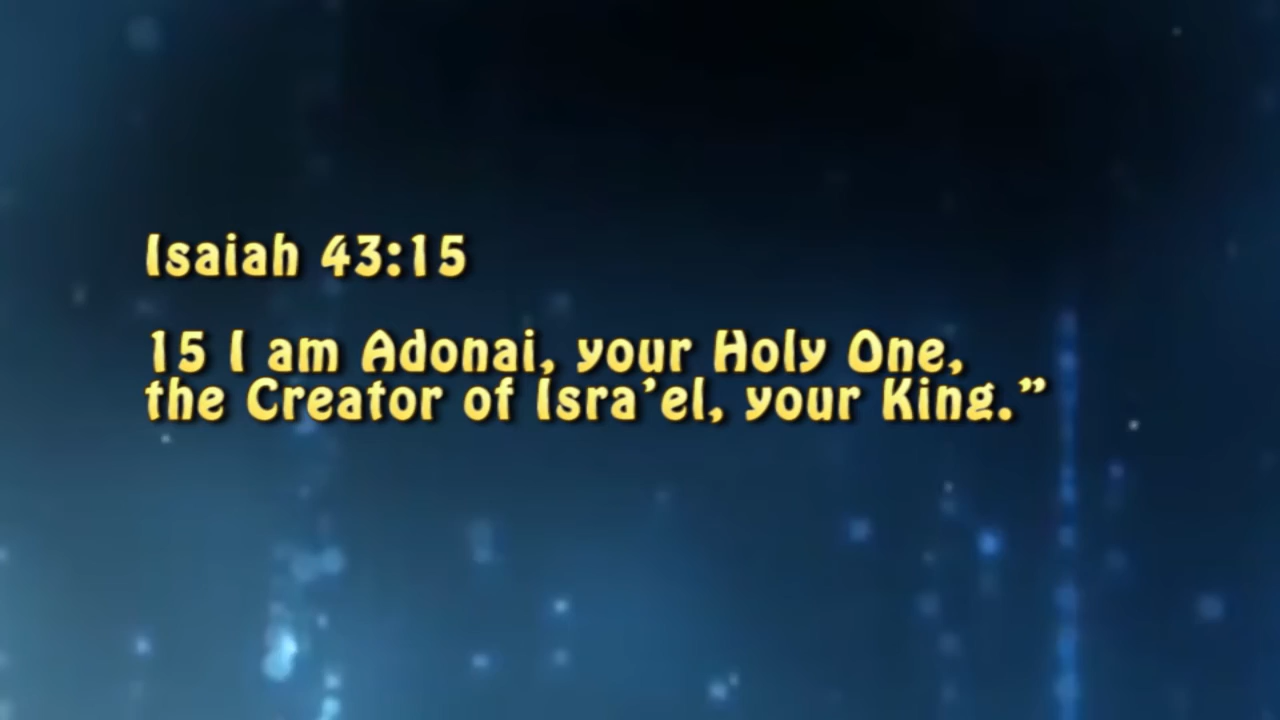 Isaiah 43:15
15 I am Adonai, your Holy One,
the Creator of Isra’el, your King.”